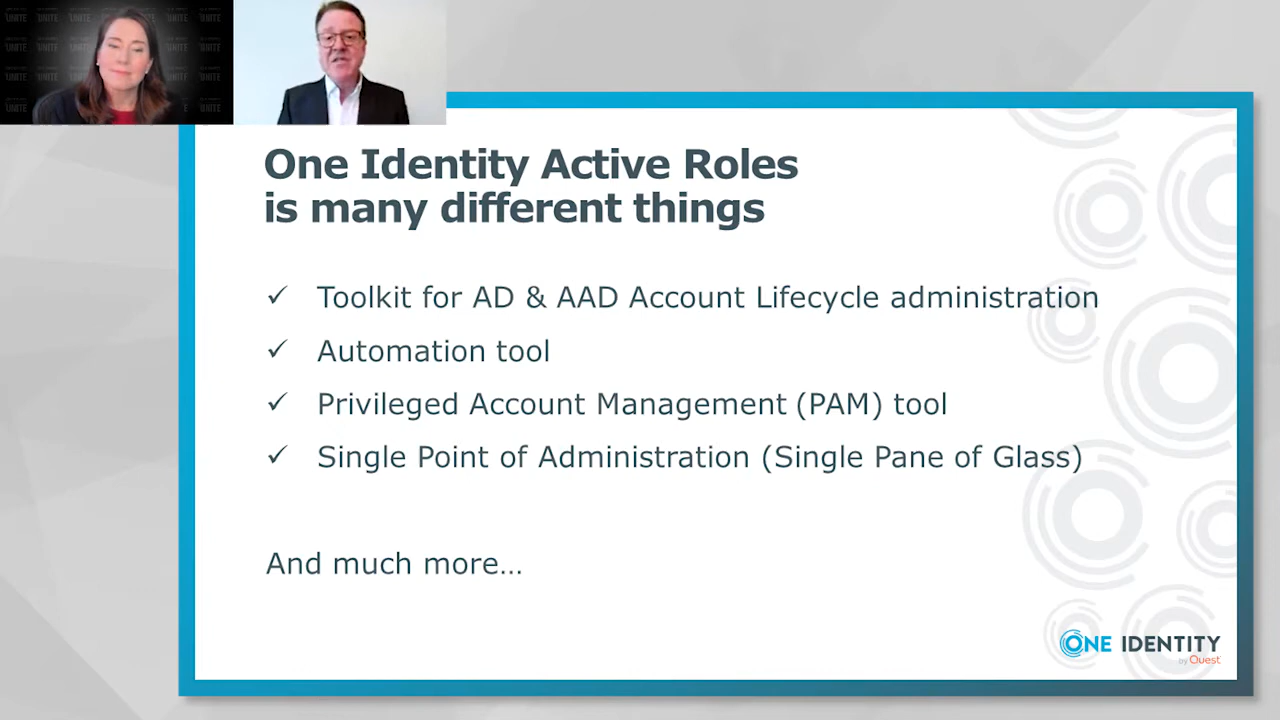 UNITE
One Identity Active Roles
is many different things
✓ Toolkit for AD & AAD Account Lifecycle administration
✓ Automation tool
✓ Privileged Account Management (PAM) tool
✓ Single Point of Administration (Single Pane of Glass)
And much more…
ONE IDENTITY
by Quest